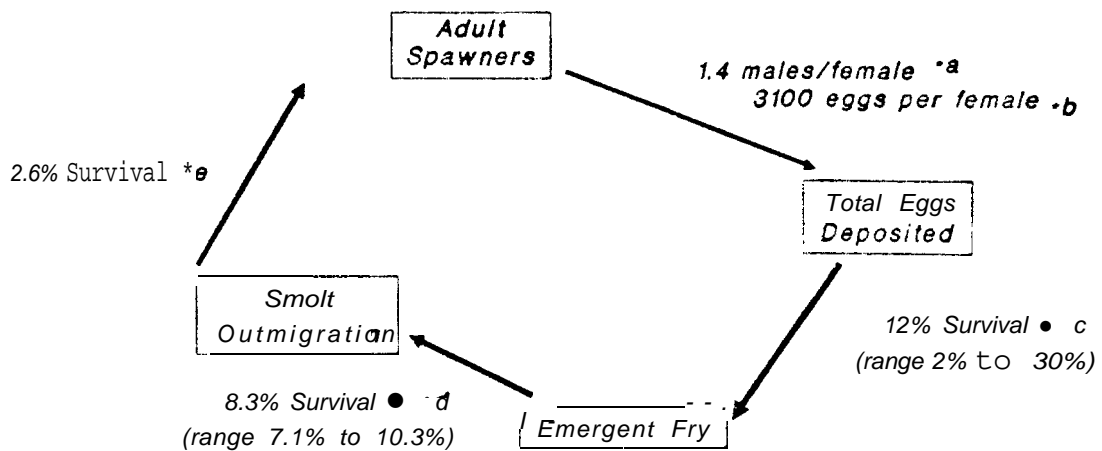 Adult
Spawners
1.4 males/female *a
3100 eggs per female *b
2.6% Survival *e
Total Eggs
Deposited
Smolt
Outmigration
12% Survival ● c
(range 2% to 30%)
8.3% Survival ● d
(range 7.1% to 10.3%)
Emergent Fry